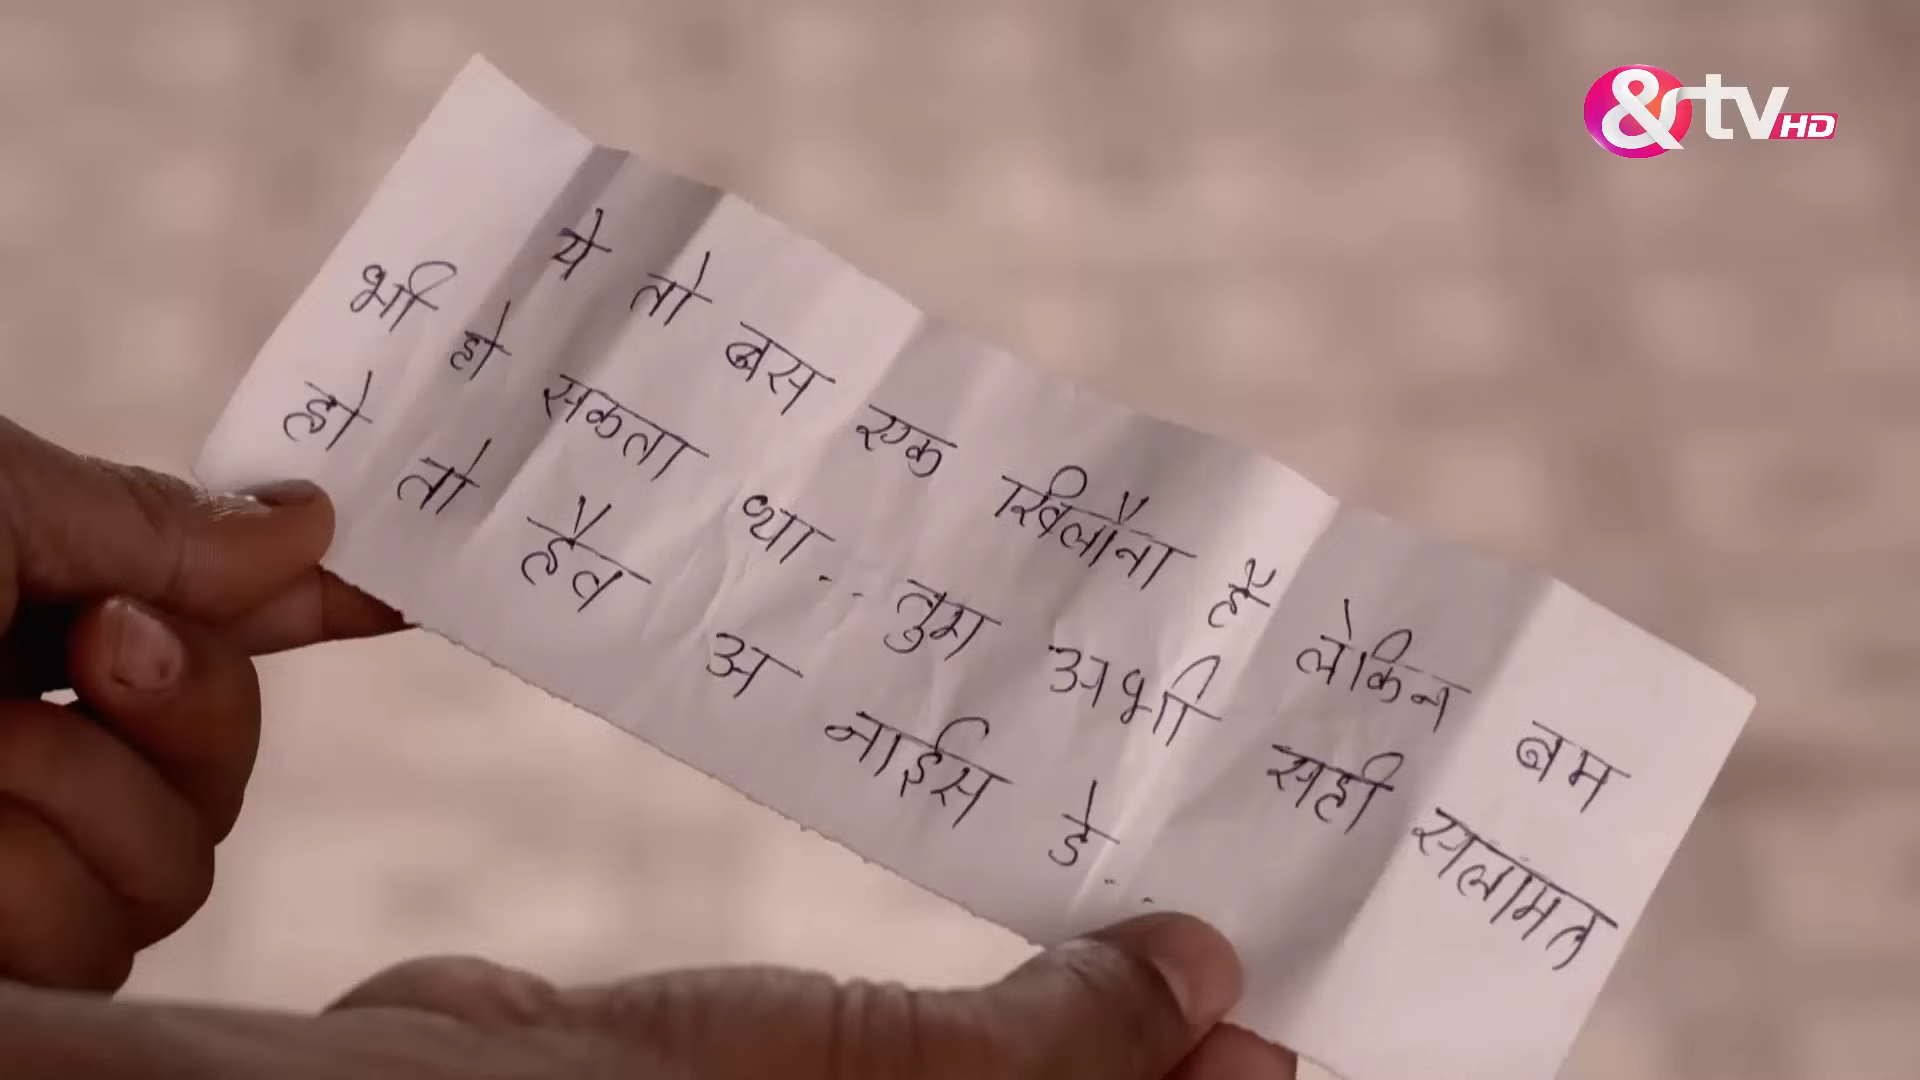 &tv HD
ये तो बस एक खिलौना है लेकिन बम
भी हो सकता था.. तुम अभी सही सलामत
हो तो हैव अ नाईस डे..